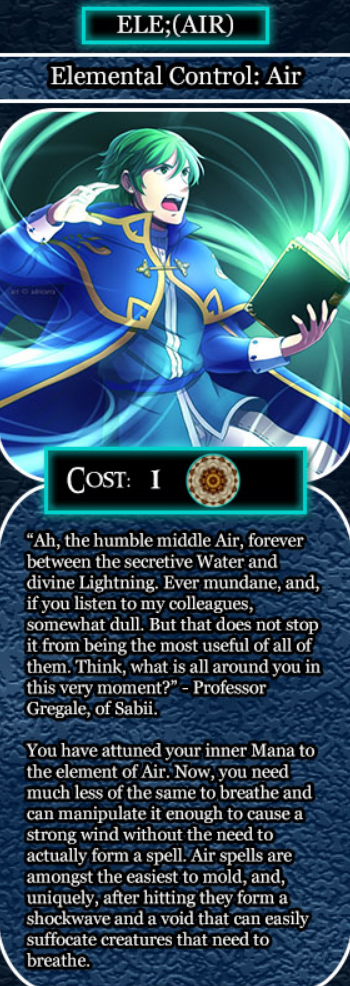 ELE;(AIR)
Elemental Control: Air
art © adricarra
COST: 1
“Ah, the humble middle Air, forever
between the secretive Water and
divine Lightning. Ever mundane, and,
if you listen to my colleagues,
somewhat dull. But that does not stop
it from being the most useful of all of
them. Think, what is all around you in
this very moment?” - Professor
Gregale, of Sabii.
You have attuned your inner Mana to
the element of Air. Now, you need
much less of the same to breathe and
can manipulate it enough to cause a
strong wind without the need to
actually form a spell. Air spells are
amongst the easiest to mold, and,
uniquely, after hitting they form a
shockwave and a void that can easily
suffocate creatures that need to
breathe.